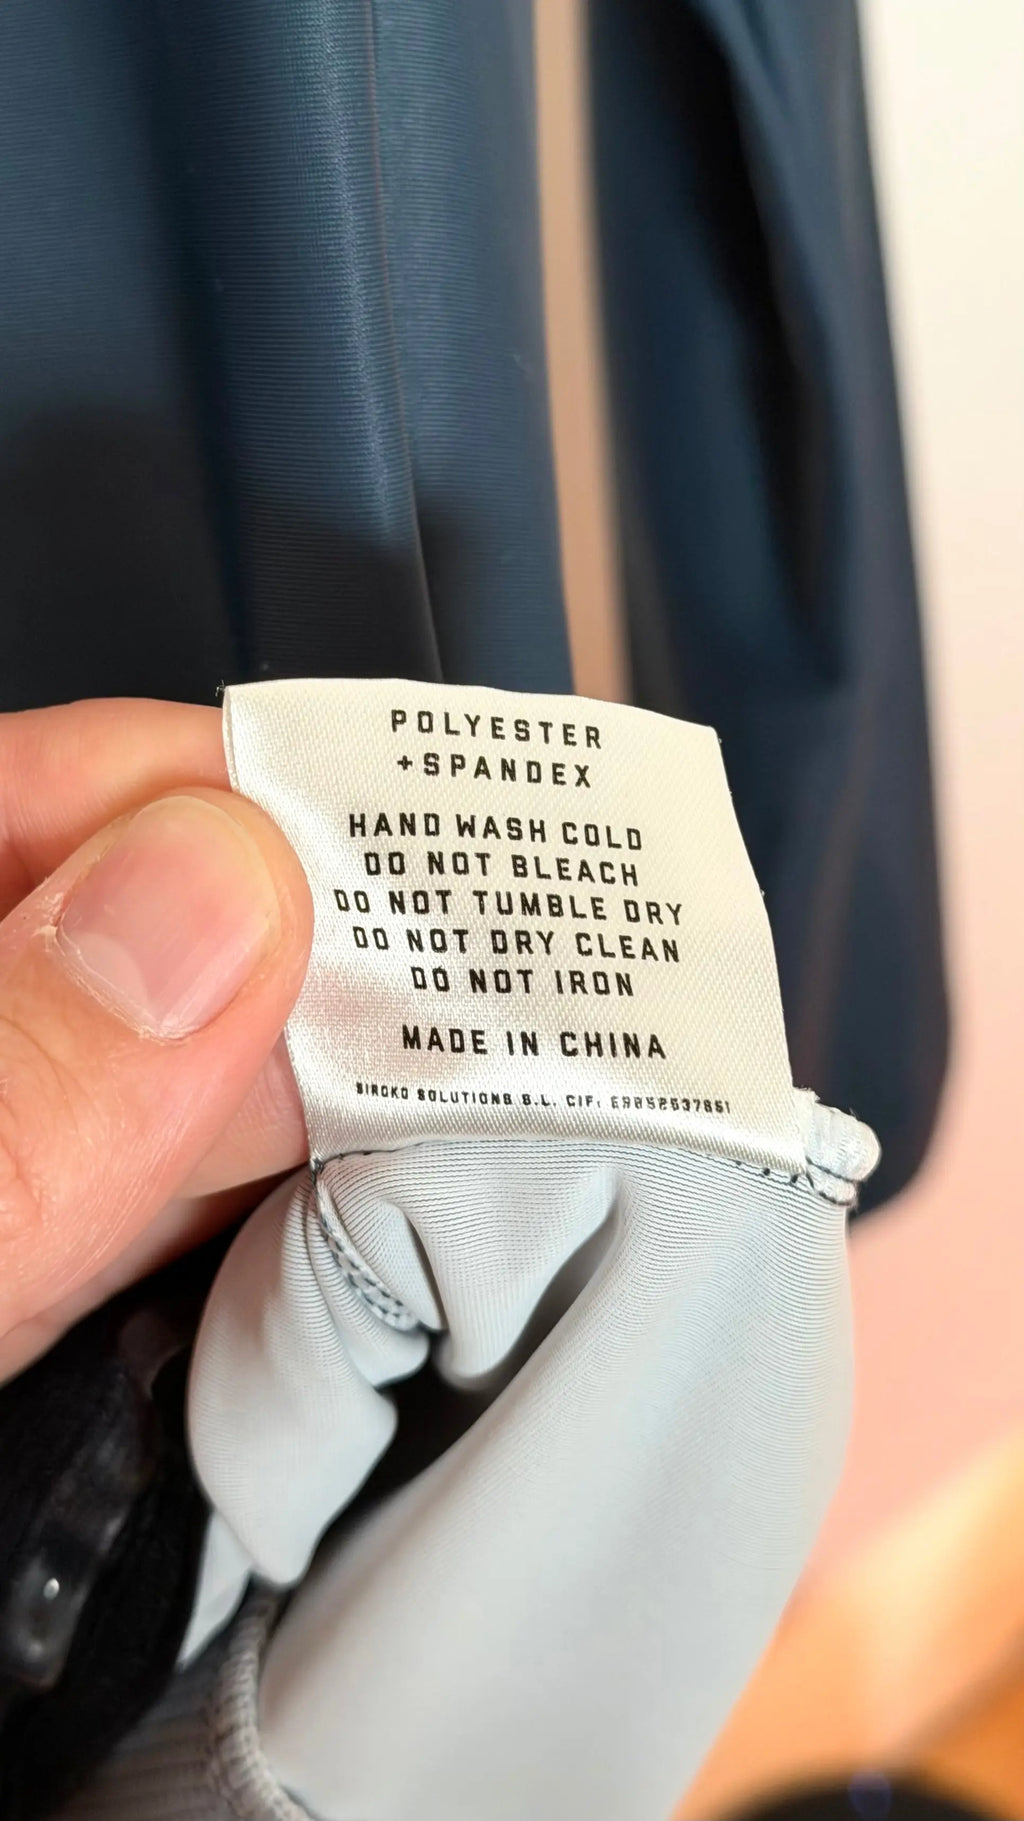 POLYESTER
+SPANDEX
HAND WASH COLD
DO NOT BLEACH
DO NOT TUMBLE DRY
DO NOT DRY CLEAN
DO NOT IRON
MADE IN CHINA
SIROKO SOLUTIONS S.L. CIF: